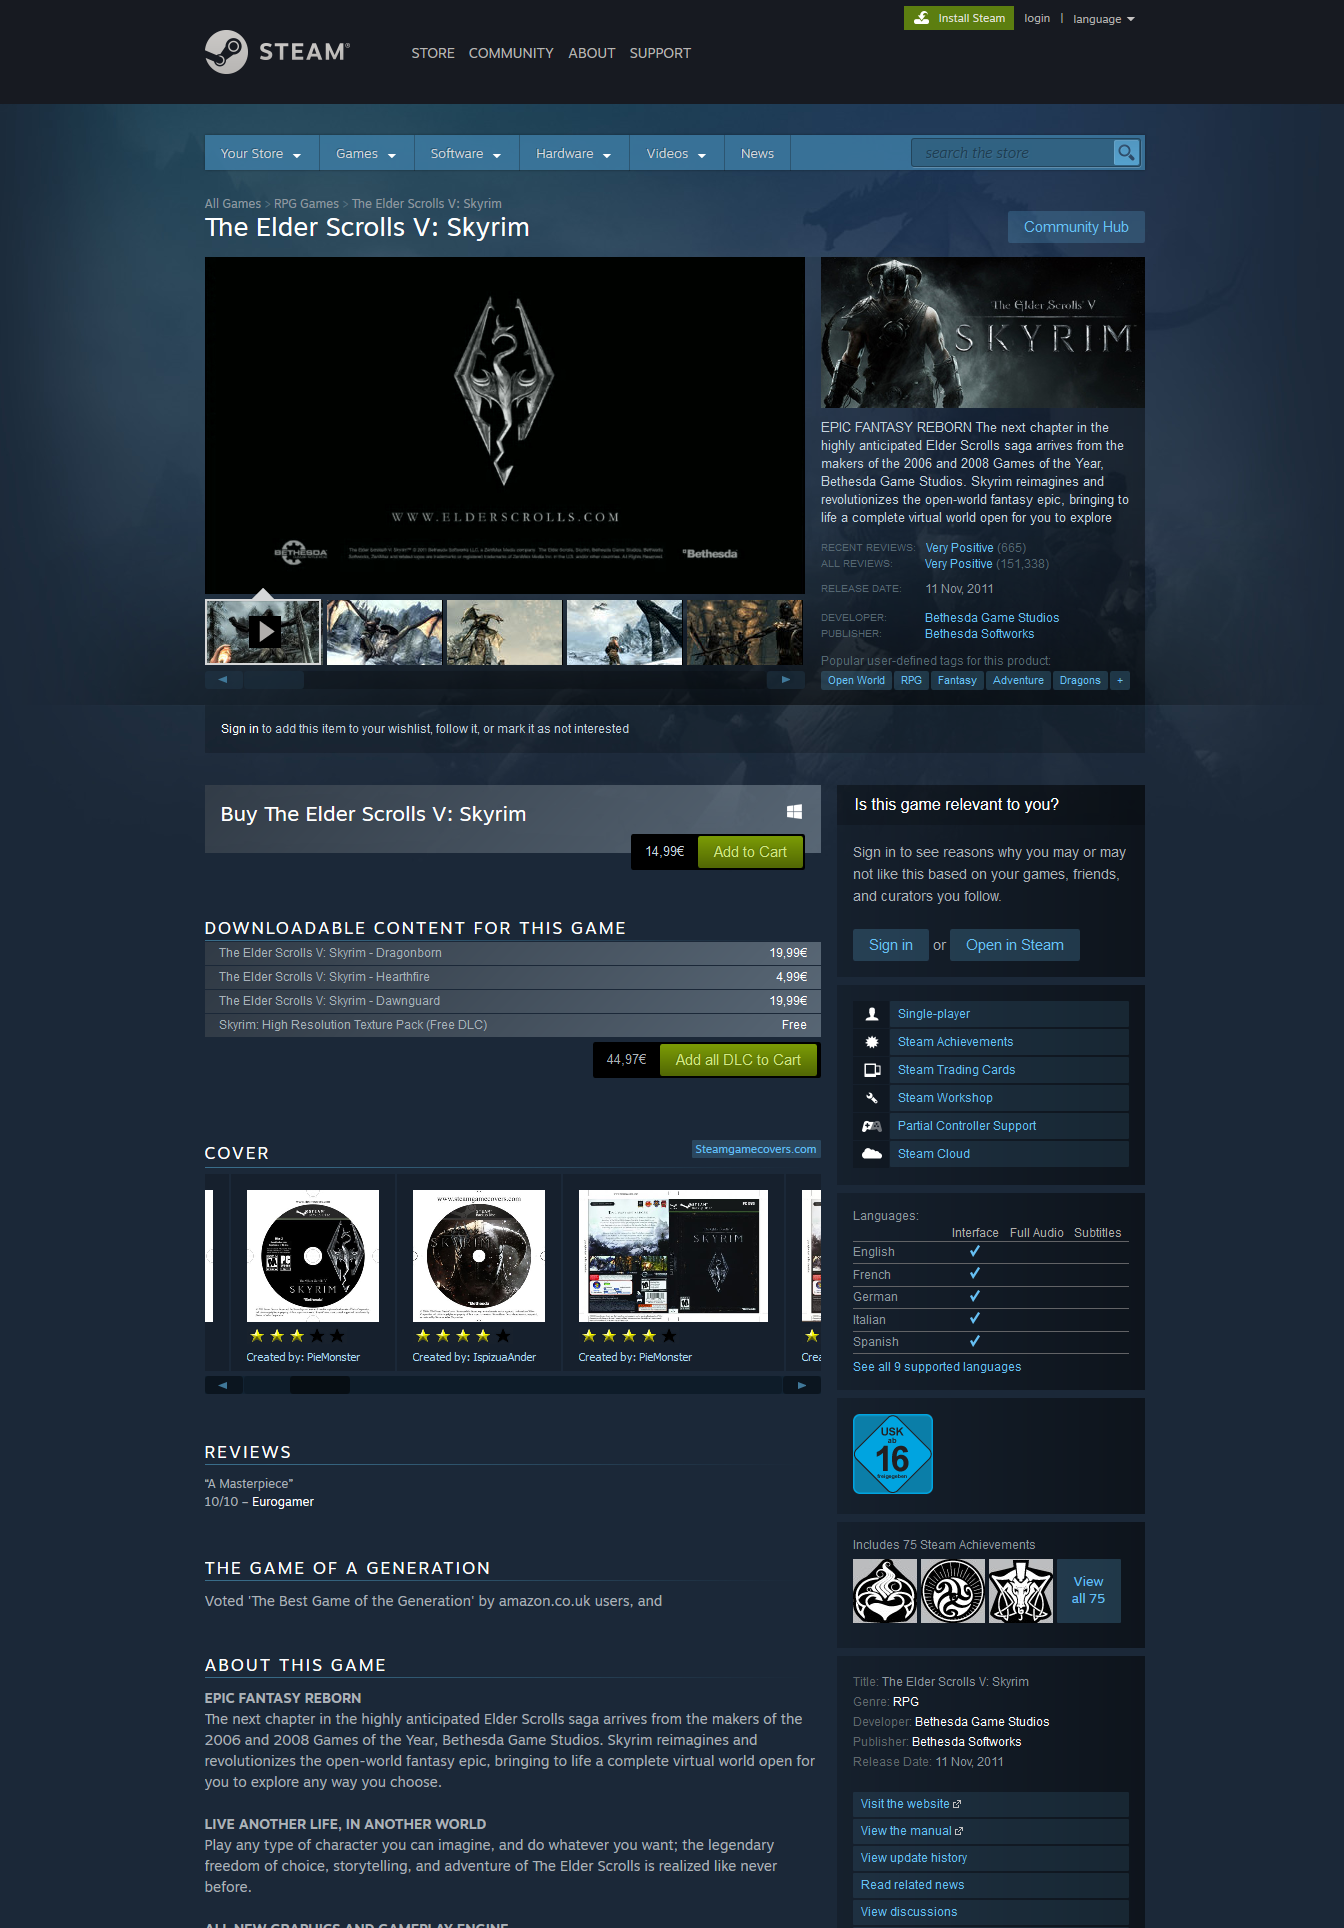 Install Steam
login | language
STEAM®
STORE COMMUNITY ABOUT SUPPORT
Your Store Games Software Hardware Videos News
search the store
All Games > RPG Games > The Elder Scrolls V: Skyrim
The Elder Scrolls V: Skyrim
Community Hub
WWW.ELDERSCROLLS.COM
BETHESDA
Bethesda
The Elder Scrolls V
SKYRIM
EPIC FANTASY REBORN The next chapter in the
highly anticipated Elder Scrolls saga arrives from the
makers of the 2006 and 2008 Games of the Year,
Bethesda Game Studios. Skyrim reimagines and
revolutionizes the open-world fantasy epic, bringing to
life a complete virtual world open for you to explore
RECENT REVIEWS: Very Positive (665)
ALL REVIEWS: Very Positive (151,338)
RELEASE DATE: 11 Nov, 2011
DEVELOPER: Bethesda Game Studios
PUBLISHER: Bethesda Softworks
Popular user-defined tags for this product:
Open World RPG Fantasy Adventure Dragons +
Sign in to add this item to your wishlist, follow it, or mark it as not interested
Buy The Elder Scrolls V: Skyrim
14,99€ Add to Cart
DOWNLOADABLE CONTENT FOR THIS GAME
The Elder Scrolls V: Skyrim - Dragonborn 19,99€
The Elder Scrolls V: Skyrim - Hearthfire 4,99€
The Elder Scrolls V: Skyrim - Dawnguard 19,99€
Skyrim: High Resolution Texture Pack (Free DLC) Free
44,97€ Add all DLC to Cart
COVER
Steamgamecovers.com
www.steamgamecovers.com
STEAM
SKYRIM
Bethesda
SKYRIM
Created by: PieMonster
Created by: IspizuaAnder
Created by: PieMonster
Crea
REVIEWS
“A Masterpiece”
10/10 – Eurogamer
THE GAME OF A GENERATION
Voted 'The Best Game of the Generation' by amazon.co.uk users, and
ABOUT THIS GAME
EPIC FANTASY REBORN
The next chapter in the highly anticipated Elder Scrolls saga arrives from the makers of the
2006 and 2008 Games of the Year, Bethesda Game Studios. Skyrim reimagines and
revolutionizes the open-world fantasy epic, bringing to life a complete virtual world open for
you to explore any way you choose.
LIVE ANOTHER LIFE, IN ANOTHER WORLD
Play any type of character you can imagine, and do whatever you want; the legendary
freedom of choice, storytelling, and adventure of The Elder Scrolls is realized like never
before.
ALL NEW GRAPHICS AND GAMEPLAY ENGINE
Is this game relevant to you?
Sign in to see reasons why you may or may
not like this based on your games, friends,
and curators you follow.
Sign in or Open in Steam
Single-player
Steam Achievements
Steam Trading Cards
Steam Workshop
Partial Controller Support
Steam Cloud
Languages:
Interface Full Audio Subtitles
English
French
German
Italian
Spanish
See all 9 supported languages
USK
ab
16
freigegeben
Includes 75 Steam Achievements
View
all 75
Title: The Elder Scrolls V: Skyrim
Genre: RPG
Developer: Bethesda Game Studios
Publisher: Bethesda Softworks
Release Date: 11 Nov, 2011
Visit the website
View the manual
View update history
Read related news
View discussions